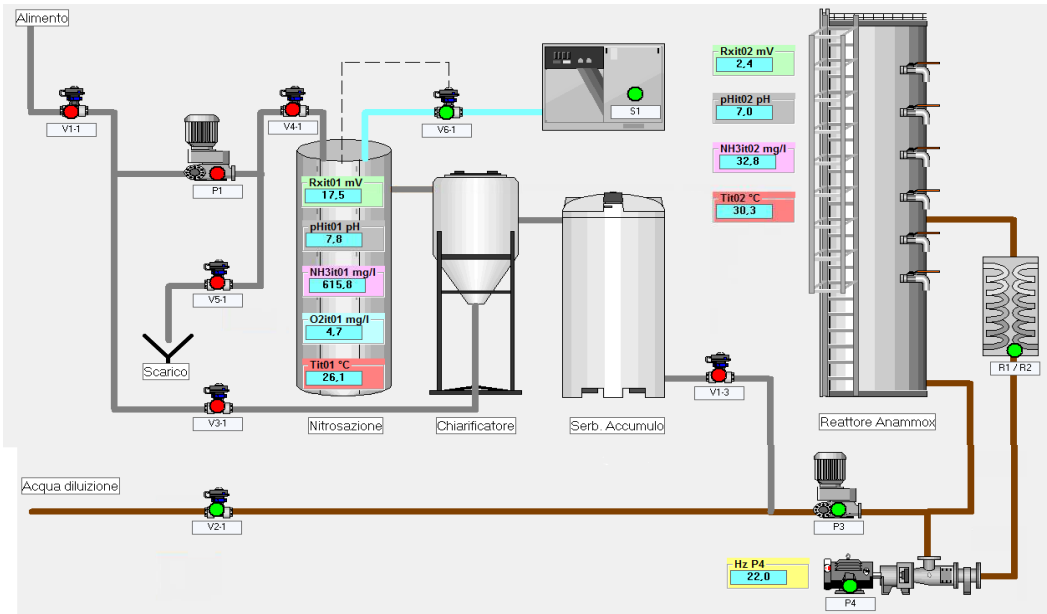 Alimento
V1-1
P1
V4-1
V6-1
S1
V5-1
Scarico
V3-1
Rxit01 mV
17,5
pHit01 pH
7,8
NH3it01 mg/l
615,8
O2it01 mg/l
4,7
Tit01 °C
26,1
Nitrosazione
Chiarificatore
Serb. Accumulo
V1-3
Rxit02 mV
2,4
pHit02 pH
7,0
NH3it02 mg/l
32,8
Tit02 °C
30,3
Reattore Anammox
R1 / R2
Acqua diluizione
V2-1
P3
Hz P4
22,0
P4